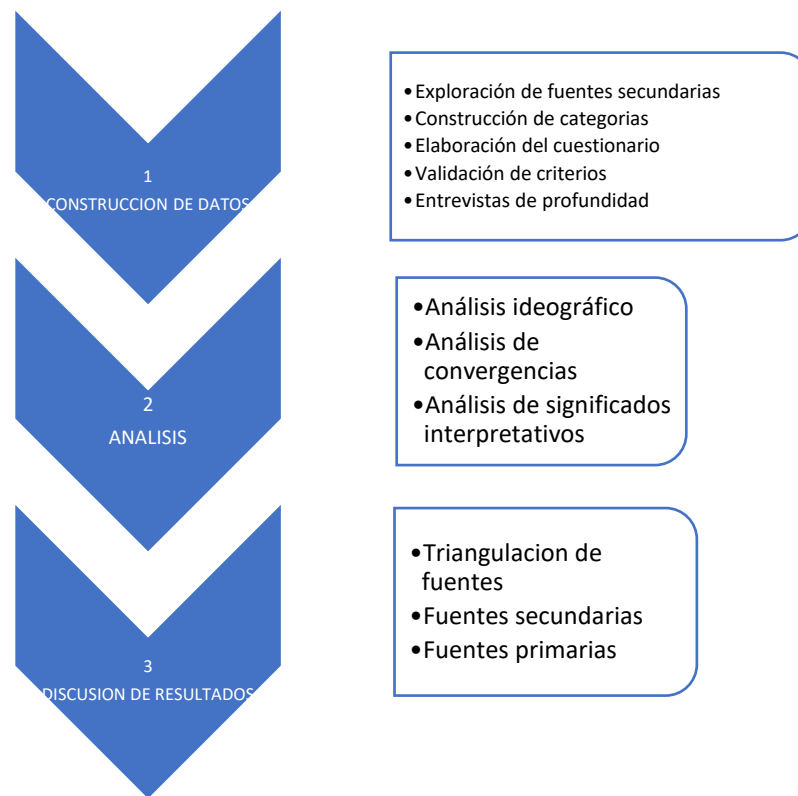 1
CONSTRUCCION DE DATOS
•Exploración de fuentes secundarias
•Construcción de categorias
•Elaboración del cuestionario
•Validación de criterios
•Entrevistas de profundidad
2
ANALISIS
•Análisis ideográfico
•Análisis de
convergencias
•Análisis de significados
interpretativos
3
DISCUSION DE RESULTADOS
•Triangulacion de
fuentes
•Fuentes secundarias
•Fuentes primarias